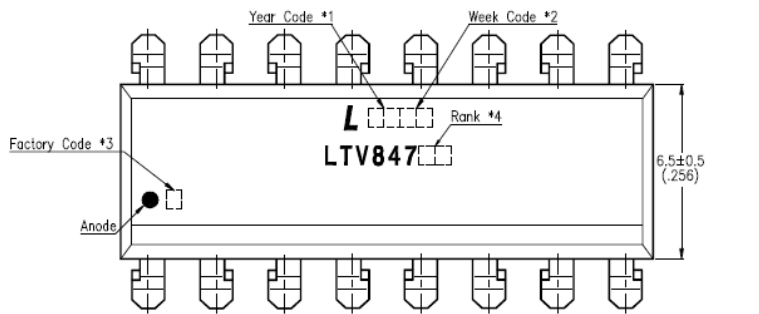 Year Code *1
Week Code *2
L
Rank *4
LTV847
Factory Code *3
6.5±0.5
(.256)
Anode